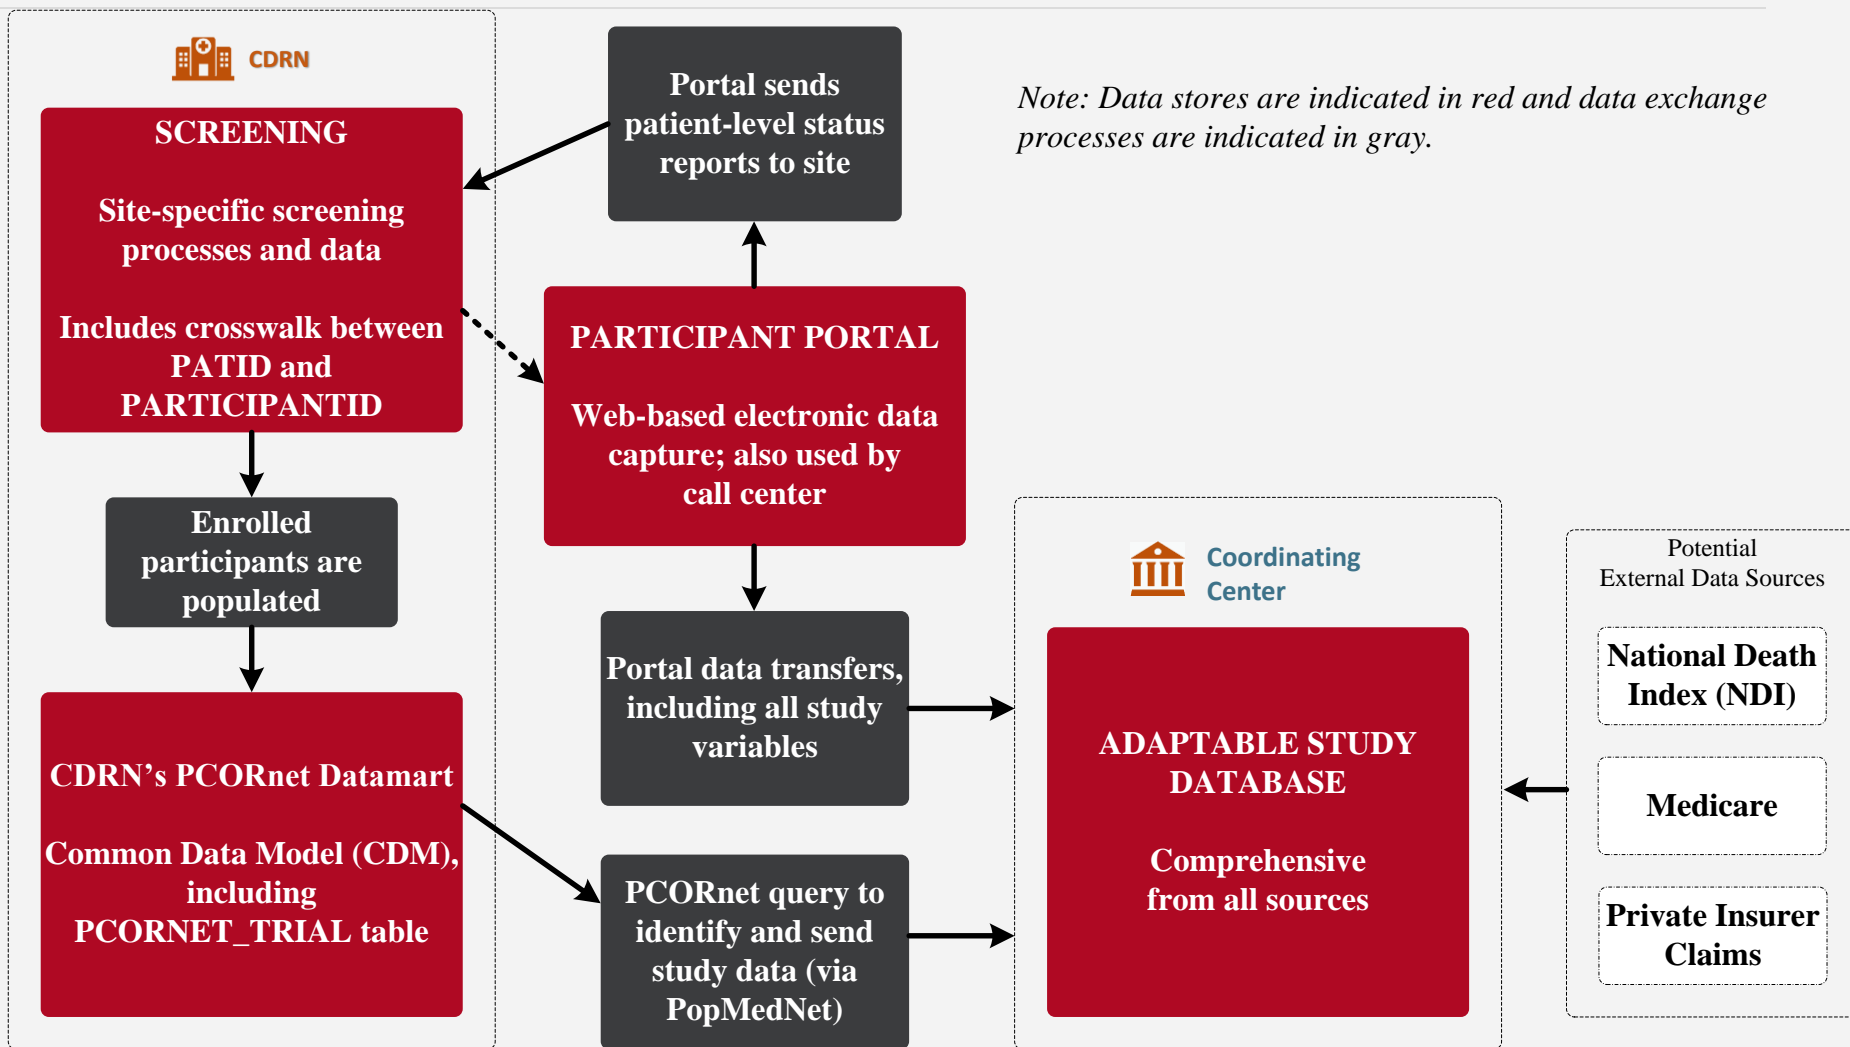 CDRN
SCREENING
Site-specific screening
processes and data
Includes crosswalk between
PATID and
PARTICIPANTID
Enrolled
participants are
populated
CDRN’s PCORnet Datamart
Common Data Model (CDM),
including
PCORNET_TRIAL table
Portal sends
patient-level status
reports to site
PARTICIPANT PORTAL
Web-based electronic data
capture; also used by
call center
Portal data transfers,
including all study
variables
PCORnet query to
identify and send
study data (via
PopMedNet)
Note: Data stores are indicated in red and data exchange
processes are indicated in gray.
Coordinating
Center
ADAPTABLE STUDY
DATABASE
Comprehensive
from all sources
Potential
External Data Sources
National Death
Index (NDI)
Medicare
Private Insurer
Claims